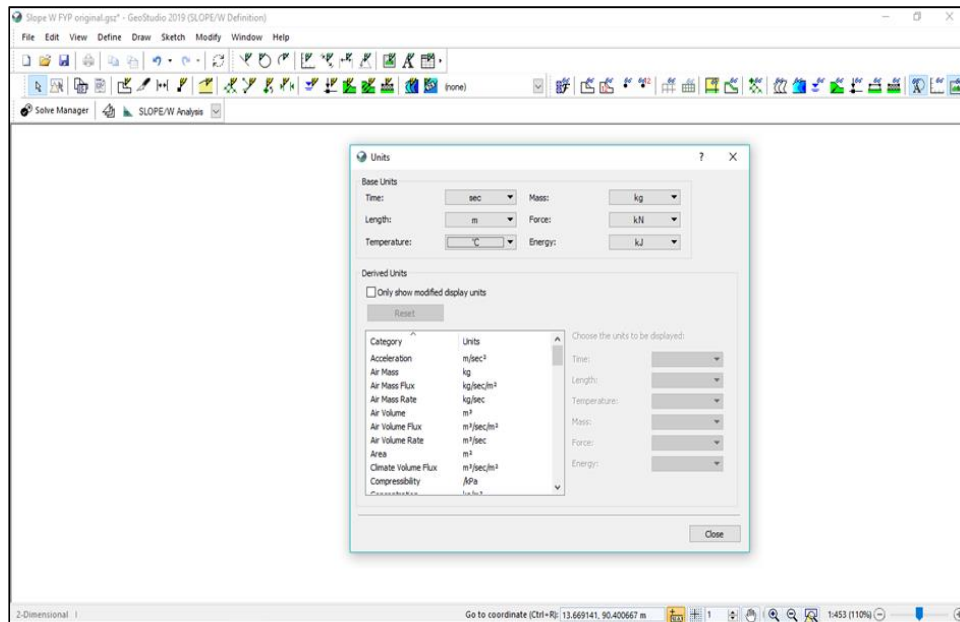 Slope W FYP original.gsz* - GeoStudio 2019 (SLOPE/W Definition)
File Edit View Define Draw Sketch Modify Window Help
(none)
Solve Manager SLOPE/W Analysis
Units ? X
Base Units
Time: sec Mass: kg
Length: m Force: kN
Temperature: °C Energy: kJ
Derived Units
Only show modified display units
Reset
Category Units
Choose the units to be displayed:
Acceleration m/sec²
Time:
Air Mass kg
Air Mass Flux kg/sec/m²
Length:
Air Mass Rate kg/sec
Temperature:
Air Volume m³
Air Volume Flux m³/sec/m²
Mass:
Air Volume Rate m³/sec
Force:
Area m²
Climate Volume Flux m³/sec/m²
Energy:
Compressibility /kPa
Close
2-Dimensional Go to coordinate (Ctrl+R): 13.669141, 90.400667 m 1 1:453 (110%)